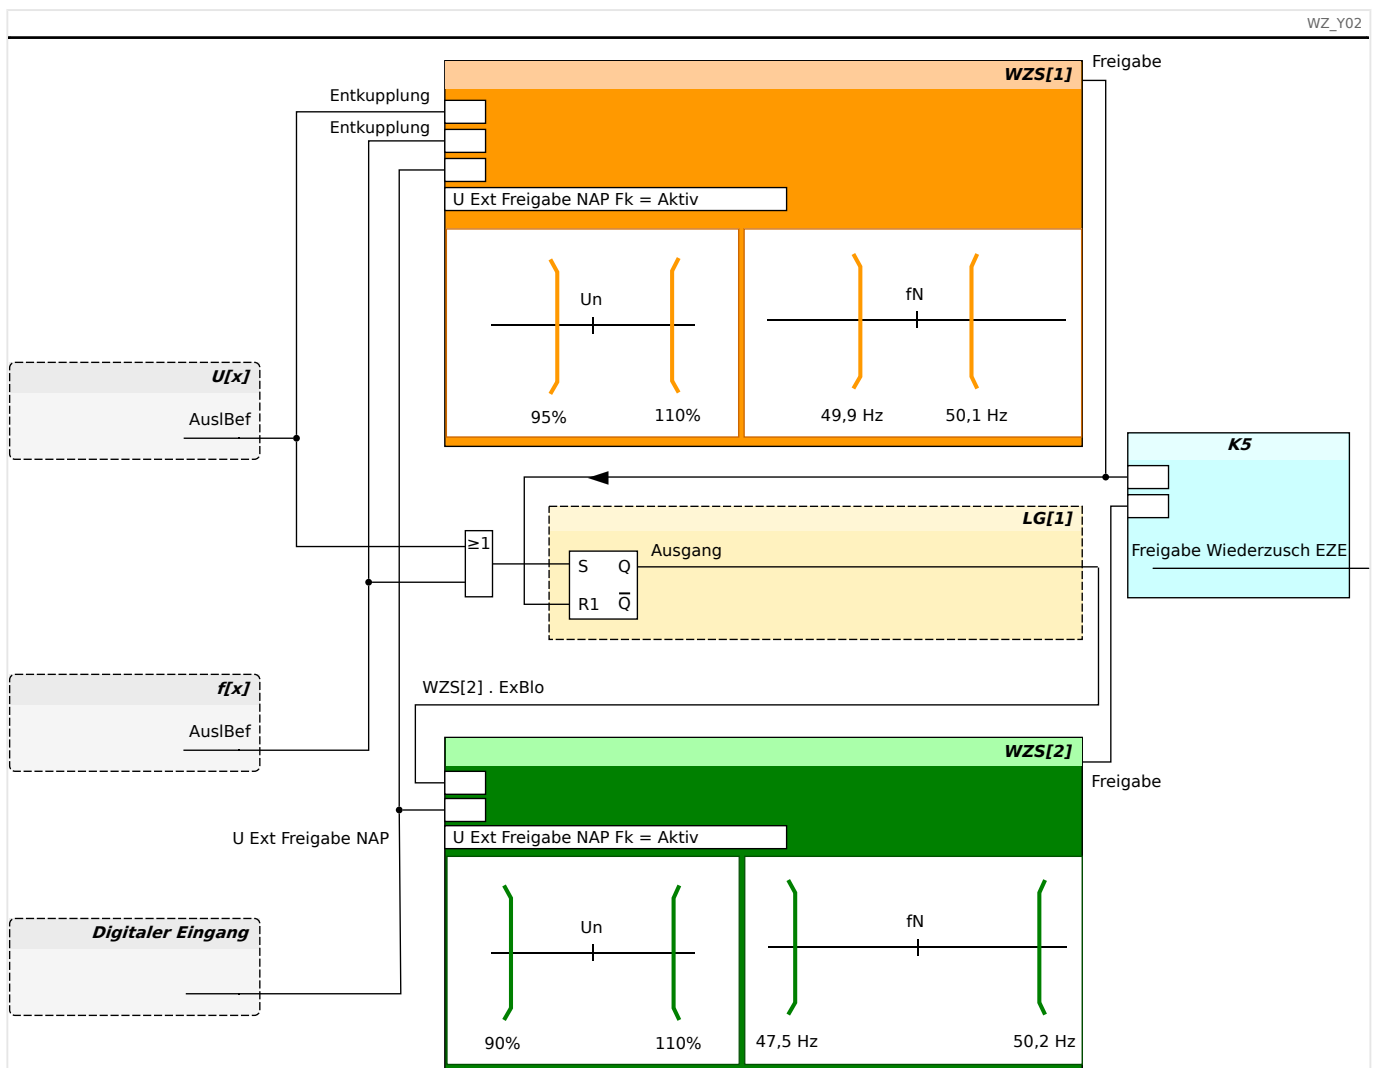 WZ_Y02
WZS[1]
Freigabe
Entkupplung
Entkupplung
U Ext Freigabe NAP Fk = Aktiv
Un
fN
95%
110%
49,9 Hz
50,1 Hz
U[x]
AuslBef
K5
Freigabe Wiederzusch EZE
LG[1]
≥1
S
Q
Ausgang
R1
Q̅
f[x]
AuslBef
WZS[2] . ExBlo
WZS[2]
Freigabe
U Ext Freigabe NAP
U Ext Freigabe NAP Fk = Aktiv
Digitaler Eingang
Un
fN
90%
110%
47,5 Hz
50,2 Hz